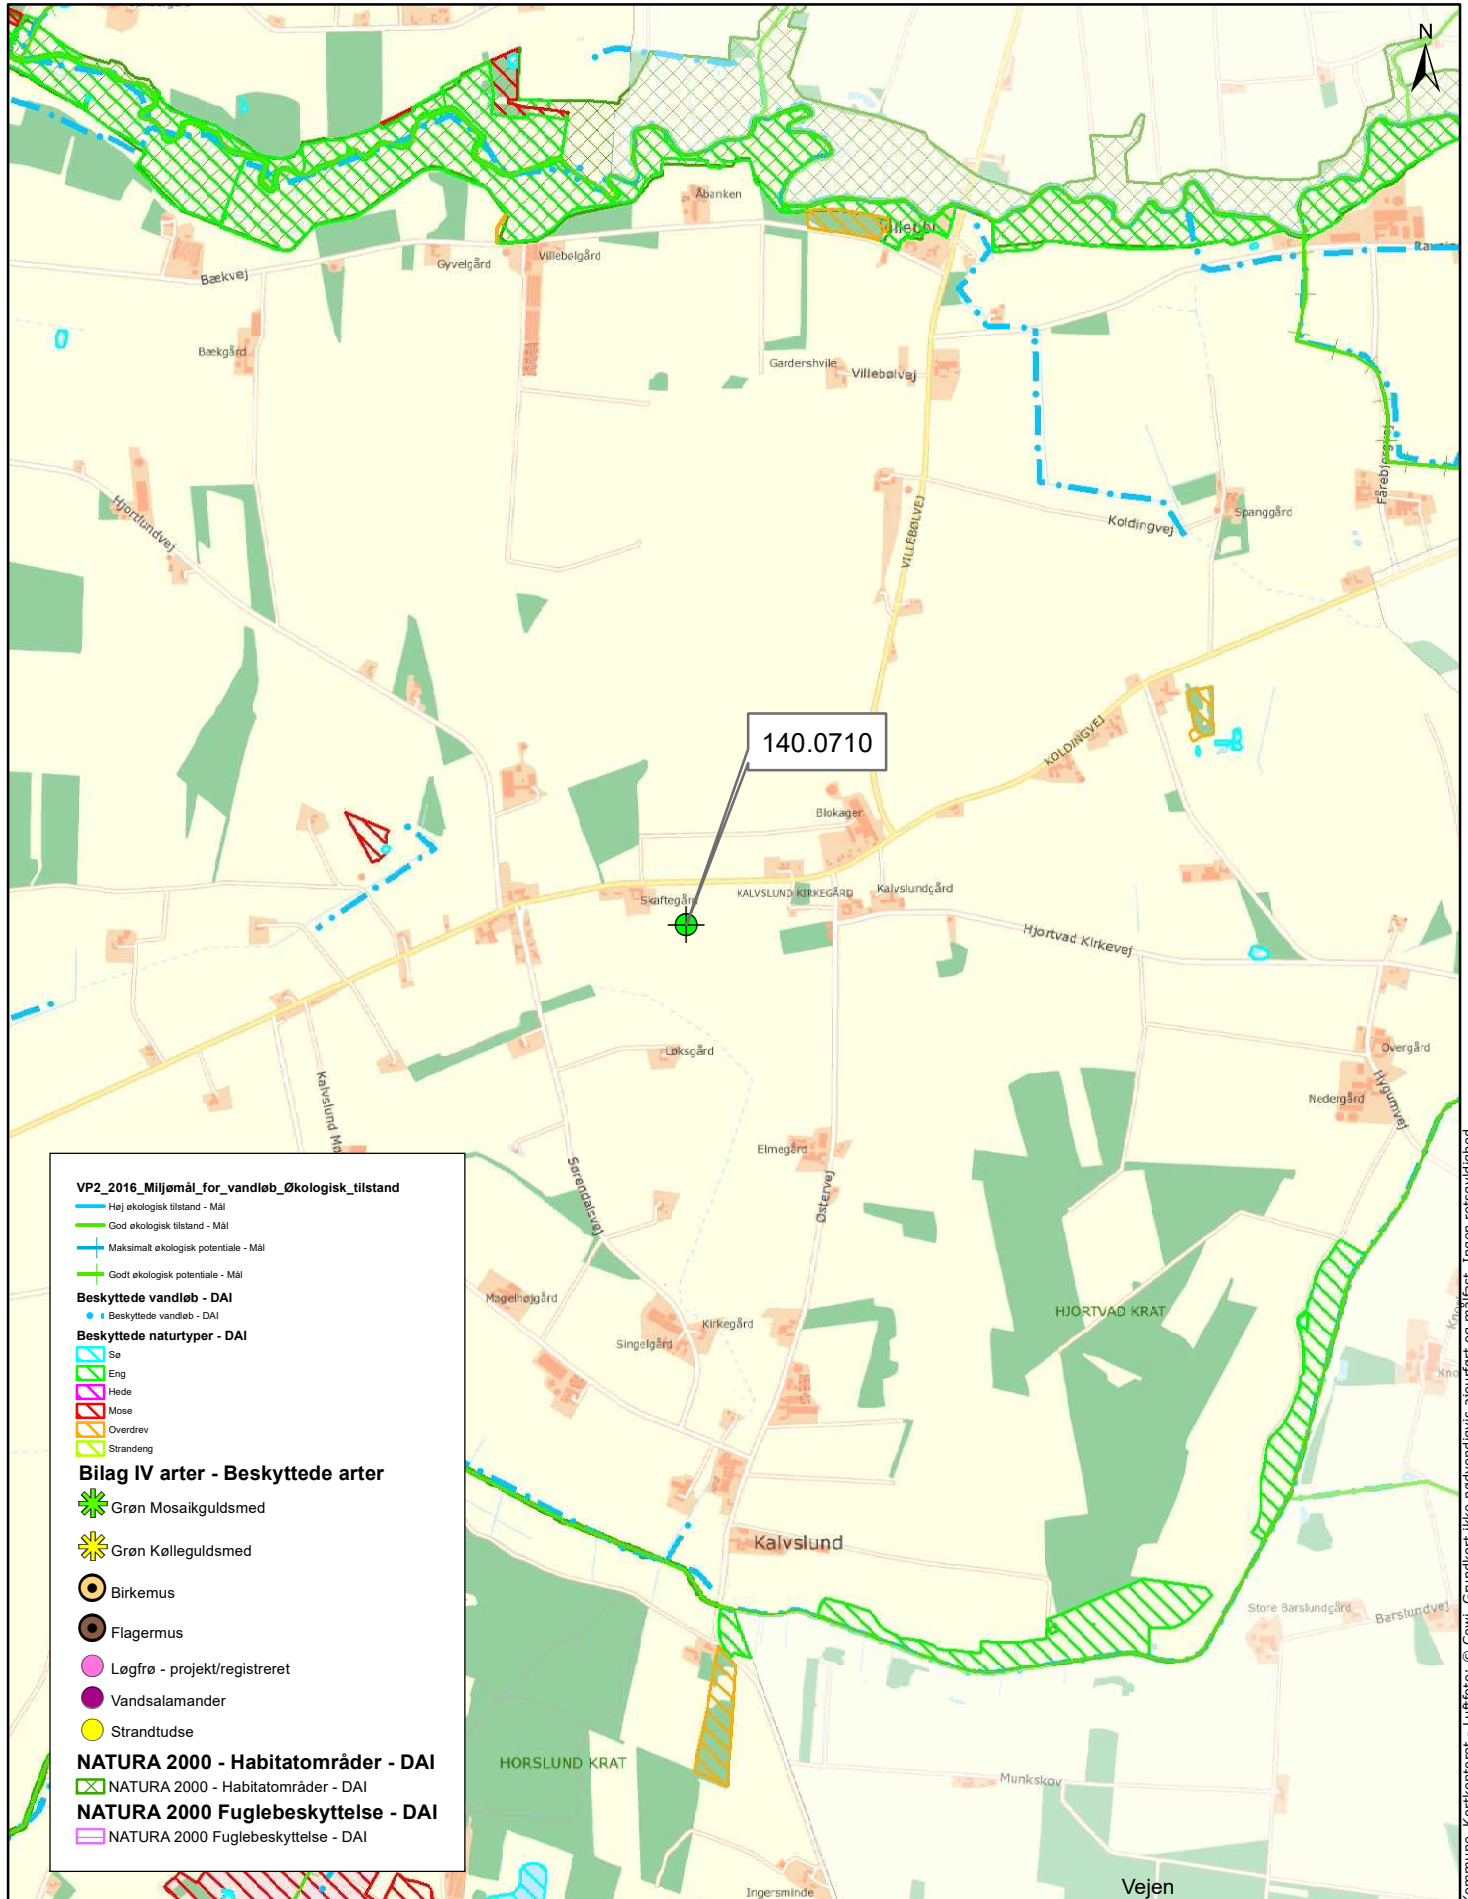 N
Åbanken
Bækvej
Gyvelgård
Villebølgård
Bækgård
Gardershvile
Villebølvej
Hjortlundvej
VILLEBØLVEJ
Koldingvej
Spanggård
Fårebjergvej
140.0710
KOLDINGVEJ
Blokager
Skaftegård
KALVSLUND KIRKEGÅRD
Kalvslundgård
Hjortvad Kirkevej
Løksgård
Overgård
Nedergård
Hygumvej
Kalvslund Mø
Elmegård
Sørendalsvej
Østervej
VP2_2016_Miljømål_for_vandløb_Økologisk_tilstand
Høj økologisk tilstand - Mål
God økologisk tilstand - Mål
Maksimalt økologisk potentiale - Mål
Godt økologisk potentiale - Mål
Beskyttede vandløb - DAI
Beskyttede vandløb - DAI
Beskyttede naturtyper - DAI
Sø
Eng
Hede
Mose
Overdrev
Strandeng
Bilag IV arter - Beskyttede arter
Grøn Mosaikguldsmed
Grøn Kølleguldsmed
Birkemus
Flagermus
Løgfrø - projekt/registreret
Vandsalamander
Strandtudse
NATURA 2000 - Habitatområder - DAI
NATURA 2000 - Habitatområder - DAI
NATURA 2000 Fuglebeskyttelse - DAI
NATURA 2000 Fuglebeskyttelse - DAI
Møgelhøjgård
Kirkegård
Singelgård
HJORTVAD KRAT
Kalvslund
Store Barslundgård
Barslundvej
HORSLUND KRAT
Munkskov
Ingersminde
Vejen